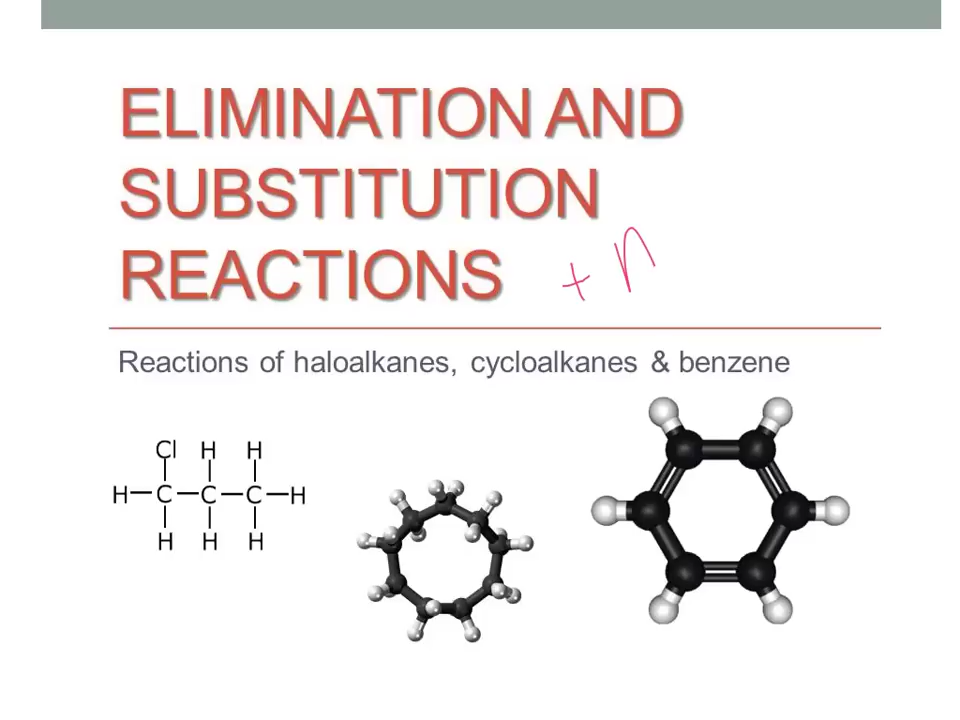 ELIMINATION AND
SUBSTITUTION
REACTIONS + n
Reactions of haloalkanes, cycloalkanes & benzene
Cl H H
H-C-C-C-H
H H H